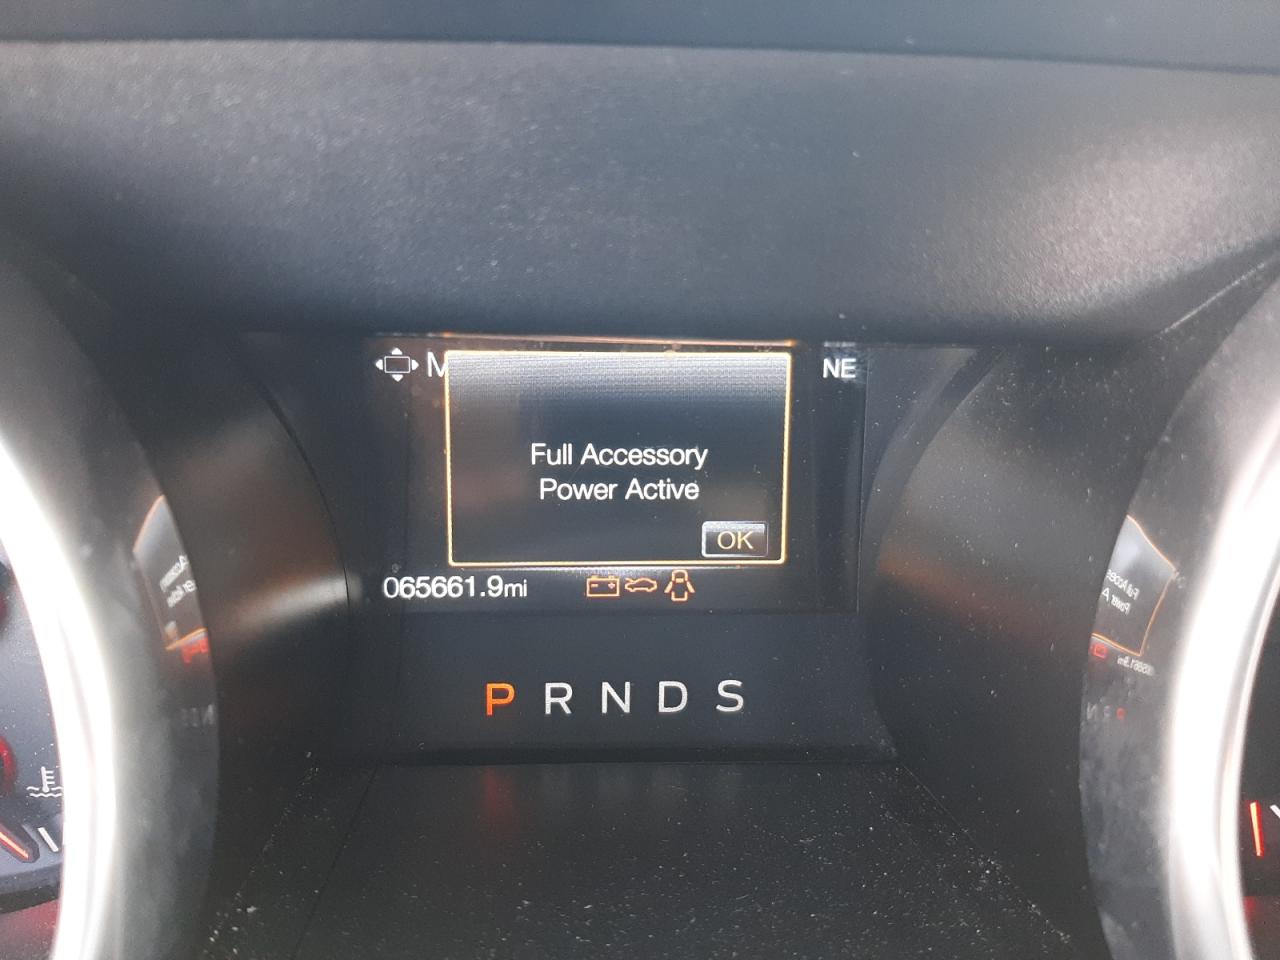 M
NE
Full Accessory
Power Active
OK
065661.9mi
P R N D S